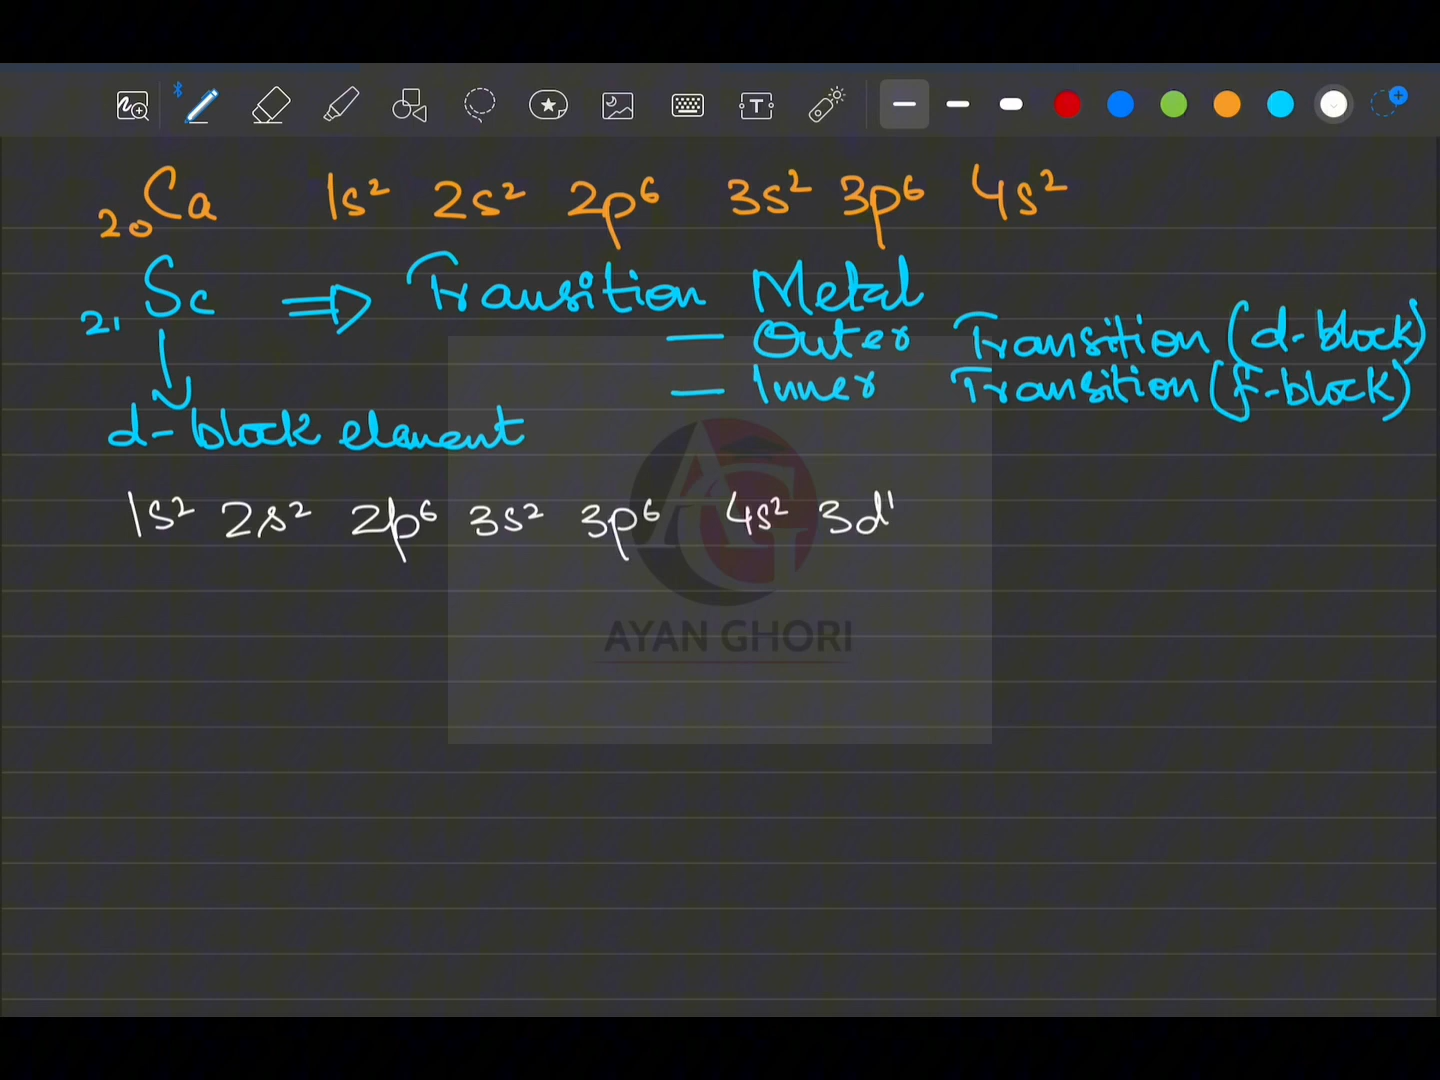 ₂₀Ca 1s² 2s² 2p⁶ 3s² 3p⁶ 4s²
₂₁Sc ⇒ Transition Metal
— Outer Transition (d-block)
— Inner Transition (f-block)
d-block element
1s² 2s² 2p⁶ 3s² 3p⁶ 4s² 3d¹
AYAN GHORI